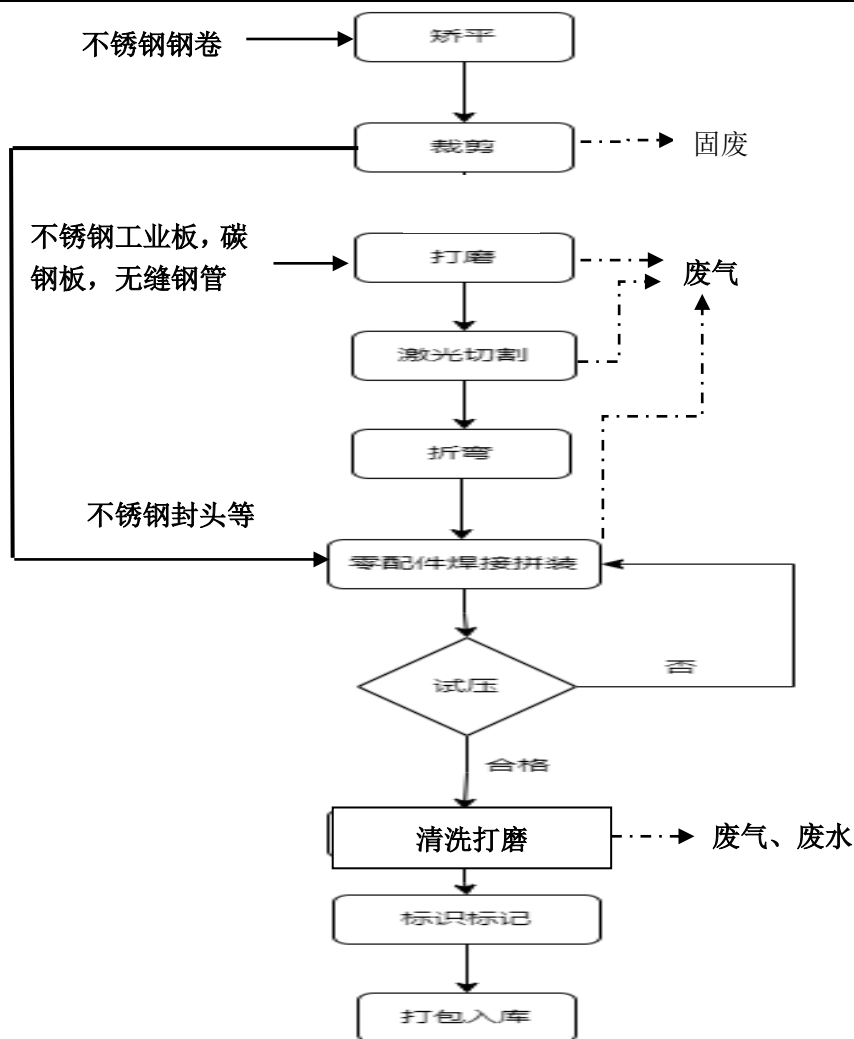 不锈钢钢卷
矫平
裁剪
固废
不锈钢工业板，碳
钢板，无缝钢管
打磨
废气
激光切割
折弯
不锈钢封头等
零配件焊接拼装
试压
否
合格
清洗打磨
废气、废水
标识标记
打包入库